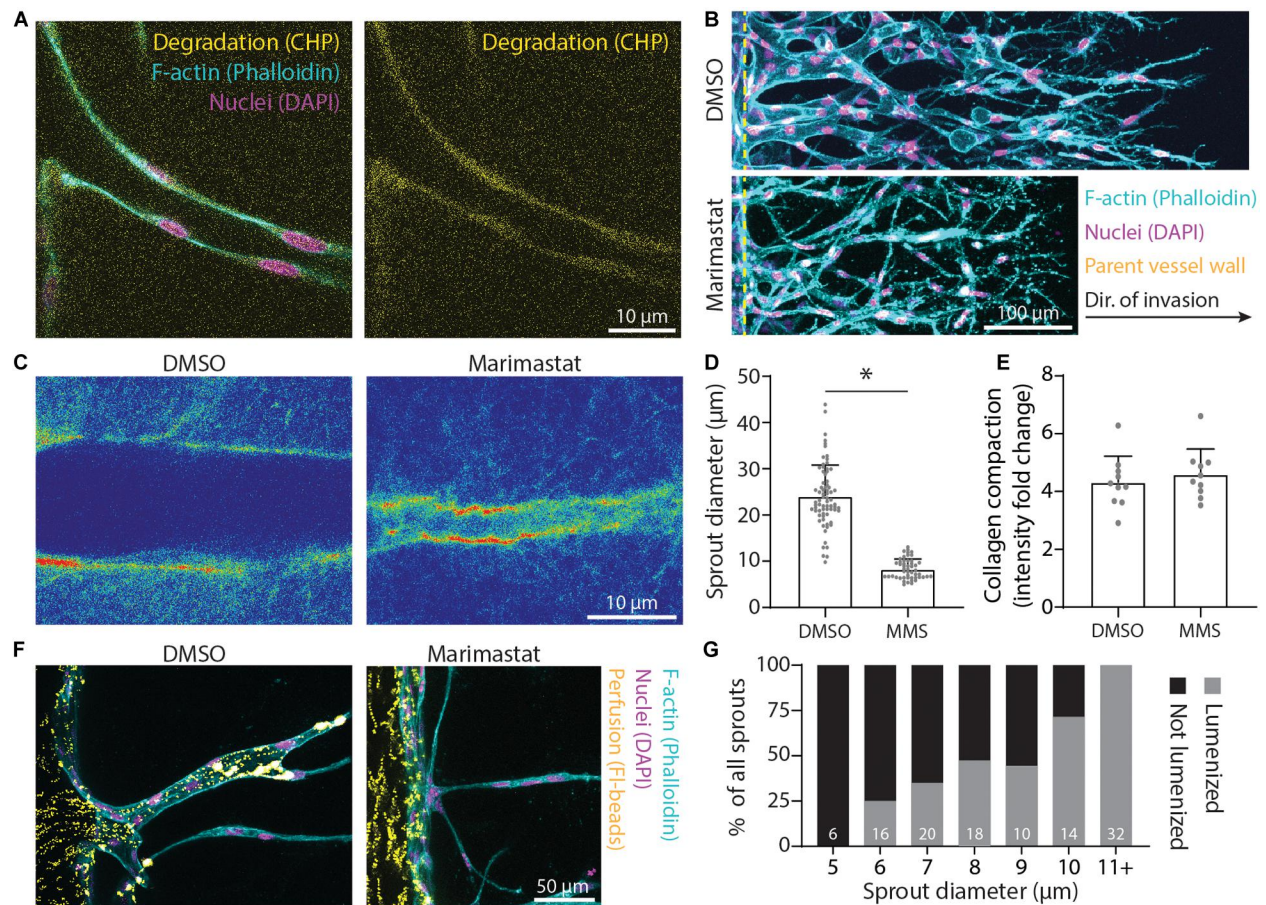 A
Degradation (CHP)
F-actin (Phalloidin)
Nuclei (DAPI)
Degradation (CHP)
10 µm
B
DMSO
Marimastat
100 µm
F-actin (Phalloidin)
Nuclei (DAPI)
Parent vessel wall
Dir. of invasion
C
DMSO
Marimastat
10 µm
D
Sprout diameter (µm)
50
40
30
20
10
0
*
DMSO
MMS
E
Collagen compaction
(intensity fold change)
8
6
4
2
0
DMSO
MMS
F
DMSO
Marimastat
50 µm
F-actin (Phalloidin)
Nuclei (DAPI)
Perfusion (Fl-beads)
G
% of all sprouts
100
75
50
25
0
6
16
20
18
10
14
32
5
6
7
8
9
10
11+
Sprout diameter (µm)
Not lumenized
Lumenized